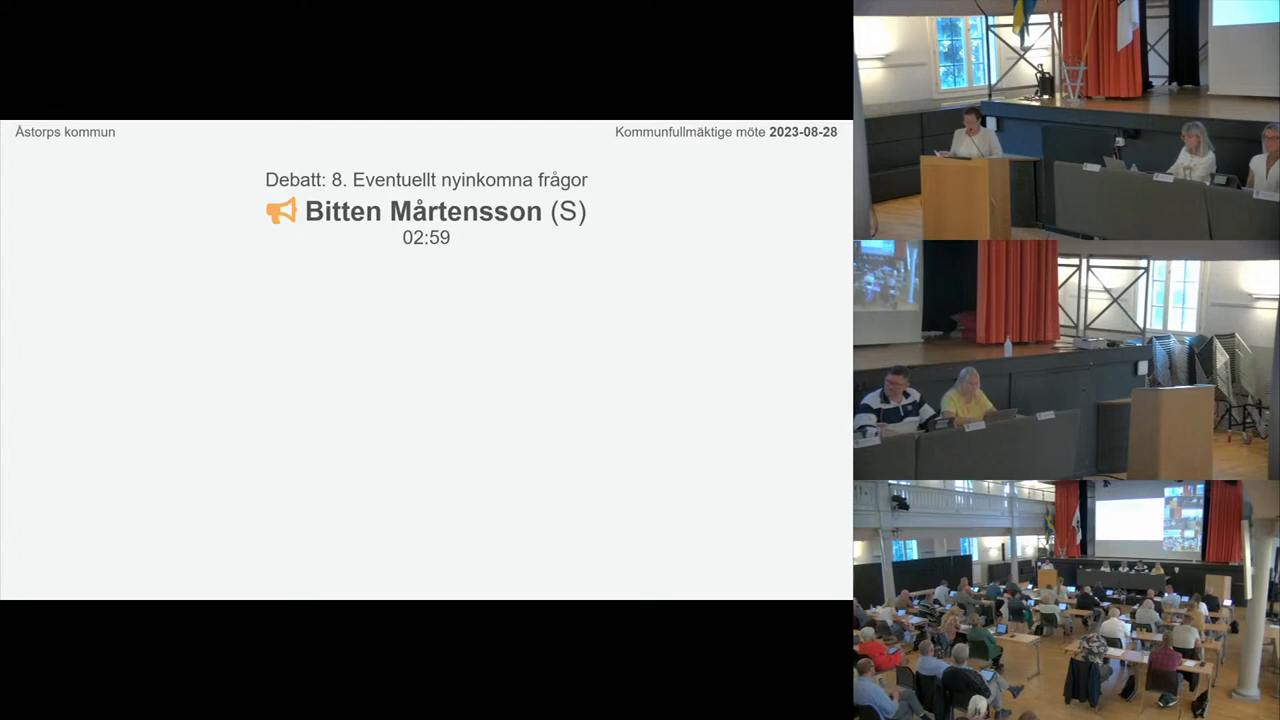 Åstorps kommun
Kommunfullmäktige möte 2023-08-28
Debatt: 8. Eventuellt nyinkomna frågor
Bitten Mårtensson (S)
02:59